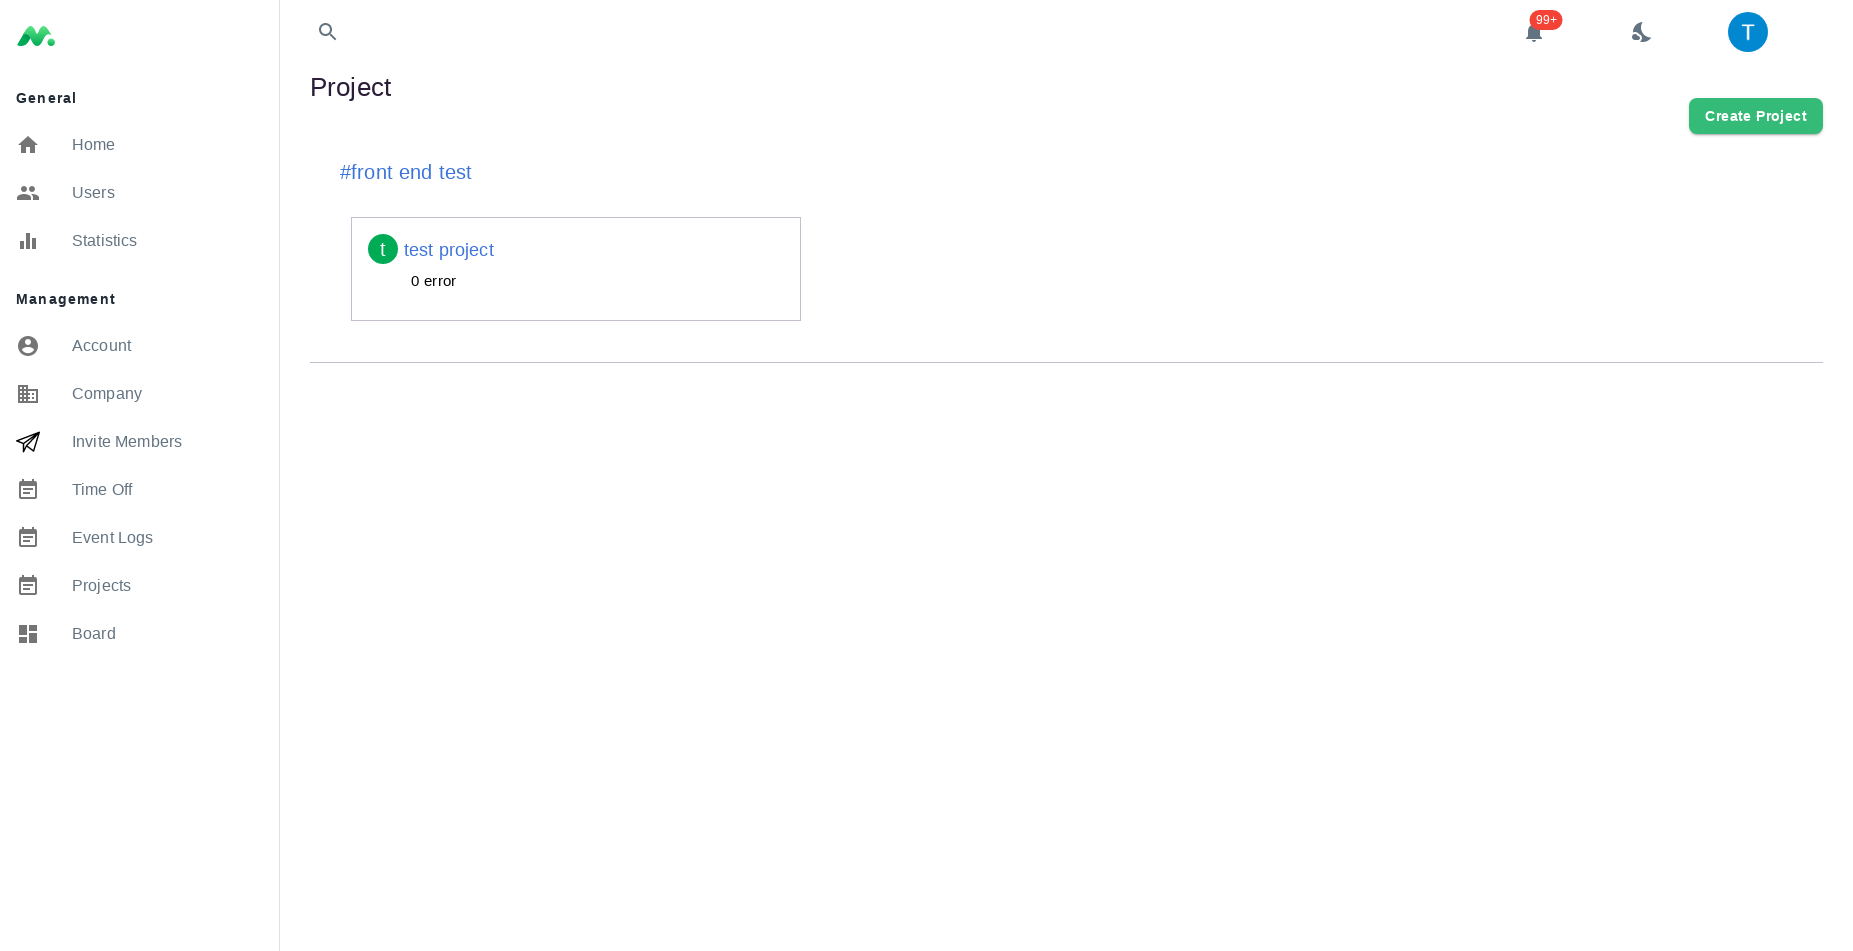 General
Home
Users
Statistics
Management
Account
Company
Invite Members
Time Off
Event Logs
Projects
Board
99+
T
Project
Create Project
#front end test
t test project
0 error